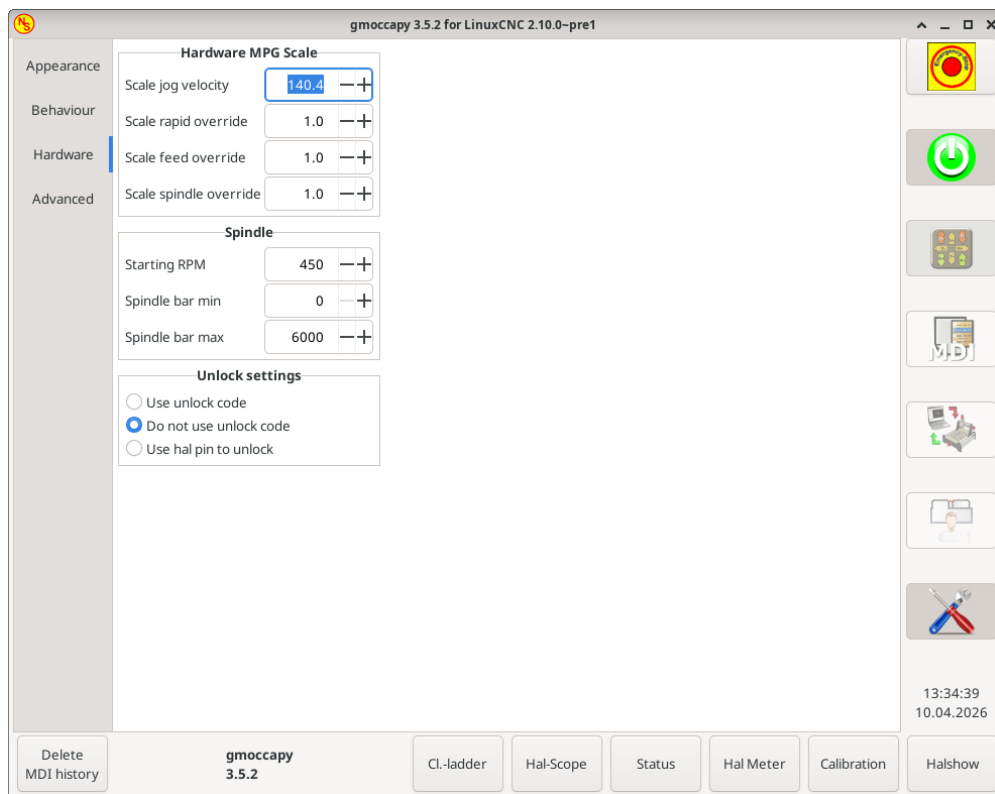 NS
gmoccapy 3.5.2 for LinuxCNC 2.10.0~pre1
Appearance
Behaviour
Hardware
Advanced
Hardware MPG Scale
Scale jog velocity 140.4
Scale rapid override 1.0
Scale feed override 1.0
Scale spindle override 1.0
Spindle
Starting RPM 450
Spindle bar min 0
Spindle bar max 6000
Unlock settings
Use unlock code
Do not use unlock code
Use hal pin to unlock
Emergency-Stop
MDI
13:34:39
10.04.2026
Delete
MDI history
gmoccapy
3.5.2
Cl.-ladder
Hal-Scope
Status
Hal Meter
Calibration
Halshow